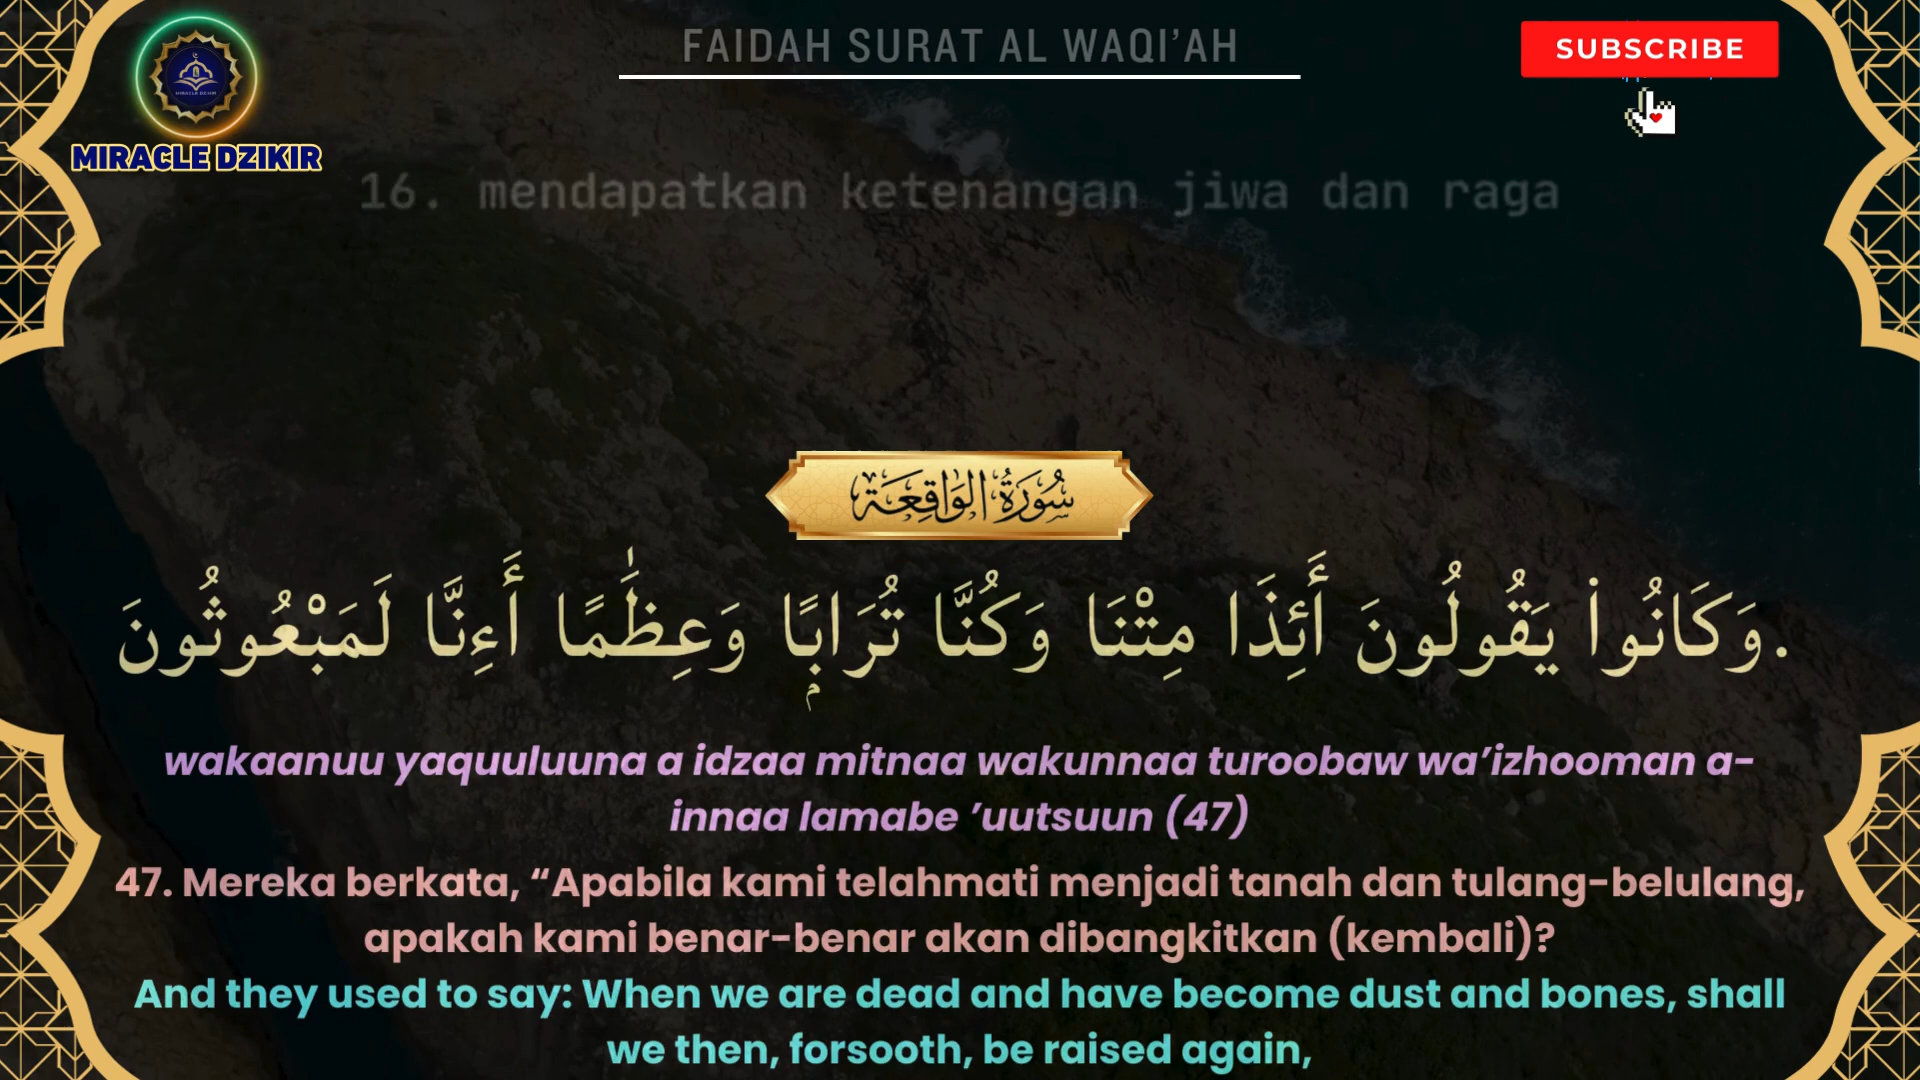 FAIDAH SURAT AL WAQI’AH
SUBSCRIBE
MIRACLE DZIKIR
16. mendapatkan ketenangan jiwa dan raga
سُورَةُ الوَاقِعَة
.وَكَانُوا۟ يَقُولُونَ أَئِذَا مِتْنَا وَكُنَّا تُرَابًۭا وَعِظَٰمًا أَءِنَّا لَمَبْعُوثُونَ
wakaanuu yaquuluuna a idzaa mitnaa wakunnaa turoobaw wa’izhooman a-
innaa lamabe ’uutsuun (47)
47. Mereka berkata, “Apabila kami telahmati menjadi tanah dan tulang-belulang,
apakah kami benar-benar akan dibangkitkan (kembali)?
And they used to say: When we are dead and have become dust and bones, shall
we then, forsooth, be raised again,